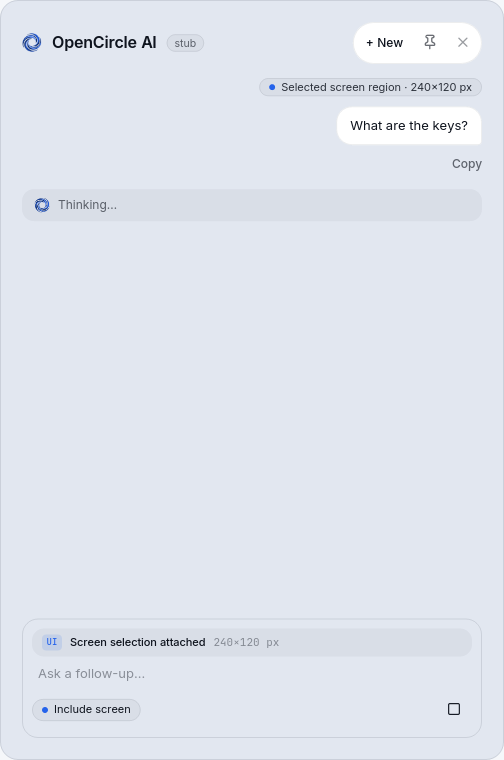 OpenCircle AI
stub
+ New
Selected screen region · 240×120 px
What are the keys?
Copy
Thinking...
UI
Screen selection attached
240×120 px
Ask a follow-up...
Include screen